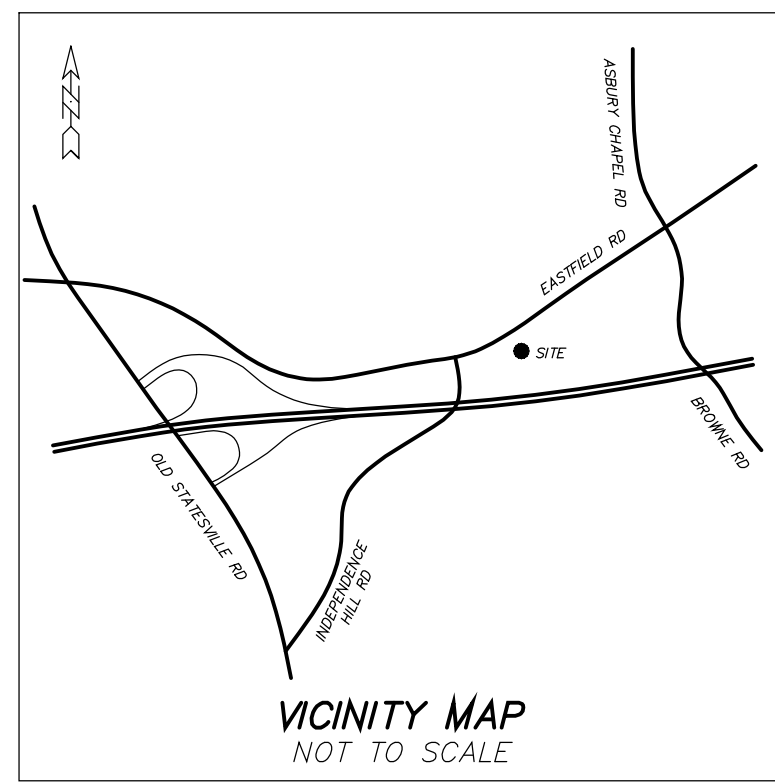 N
ASBURY CHAPEL RD
EASTFIELD RD
SITE
BROWNE RD
OLD STATESVILLE RD
INDEPENDENCE
HILL RD
VICINITY MAP
NOT TO SCALE